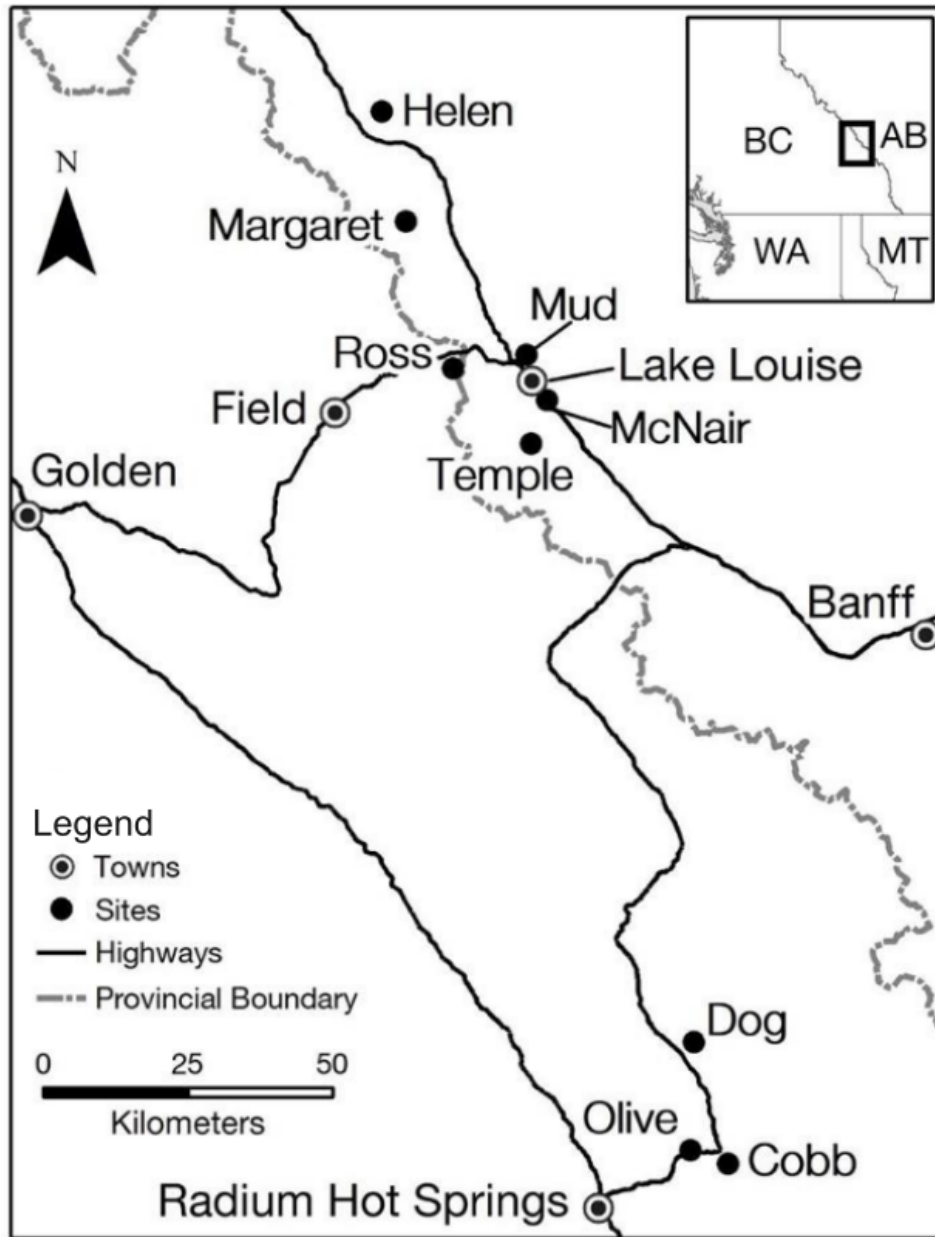 Helen
N
BC
AB
Margaret
WA
MT
Mud
Ross
Lake Louise
Field
McNair
Golden
Temple
Banff
Legend
Towns
Sites
Highways
Provincial Boundary
Dog
0 25 50
Kilometers
Olive
Cobb
Radium Hot Springs